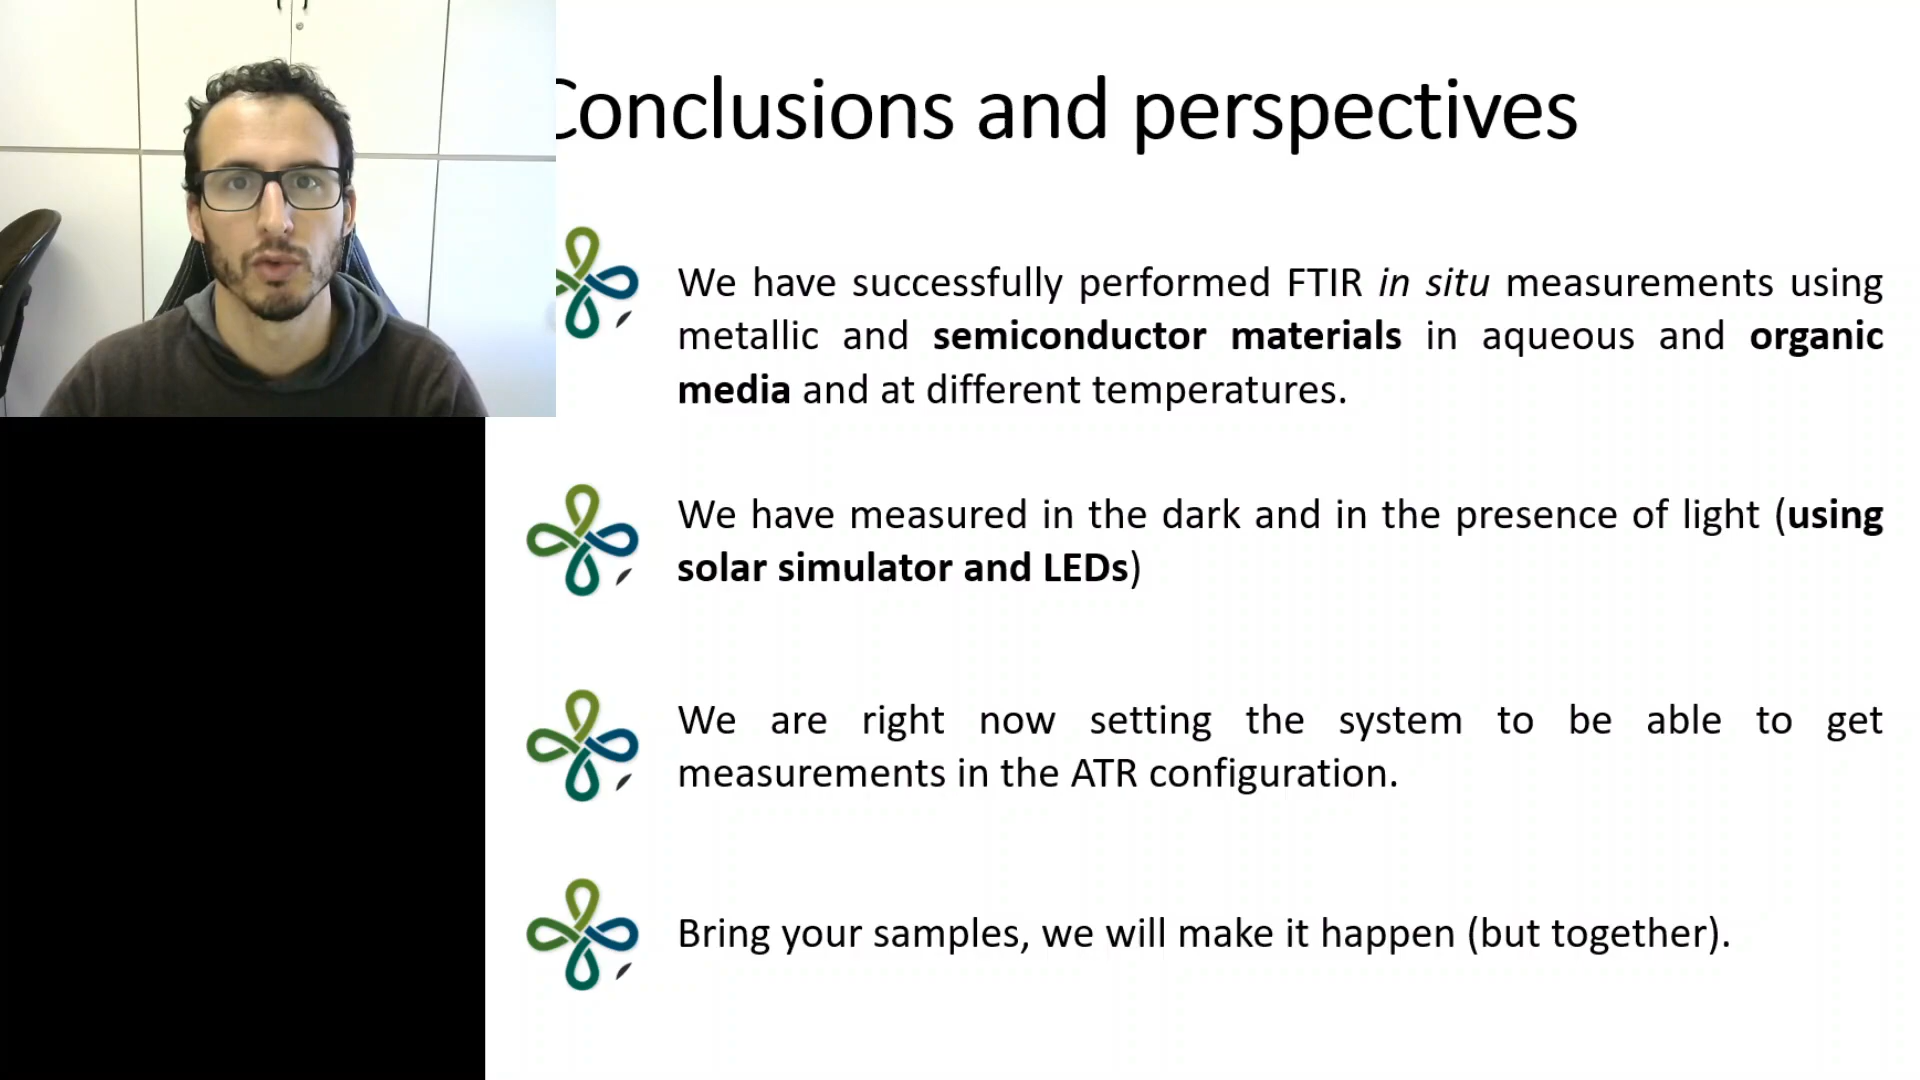 Conclusions and perspectives
We have successfully performed FTIR in situ measurements using
metallic and semiconductor materials in aqueous and organic
media and at different temperatures.
We have measured in the dark and in the presence of light (using
solar simulator and LEDs)
We are right now setting the system to be able to get
measurements in the ATR configuration.
Bring your samples, we will make it happen (but together).